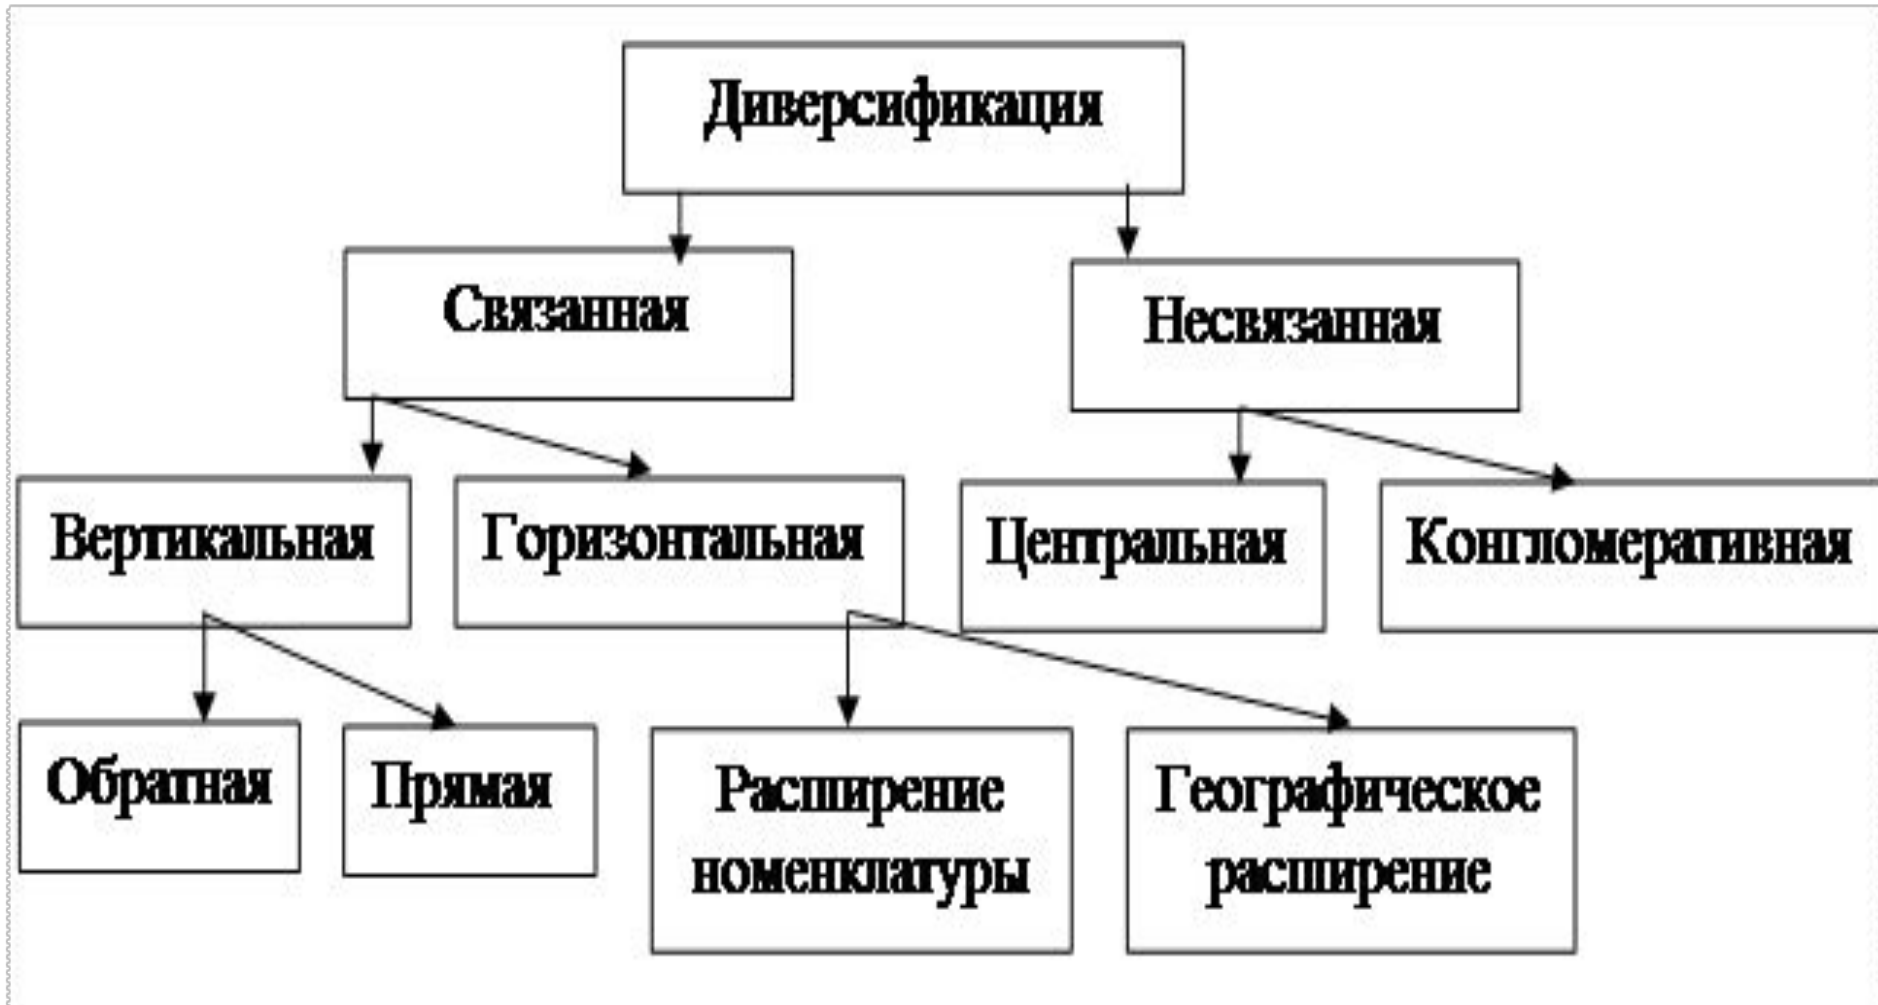 Диверсификация
Связанная
Несвязанная
Вертикальная
Горизонтальная
Центральная
Конгломеративная
Обратная
Прямая
Расширение
номенклатуры
Географическое
расширение